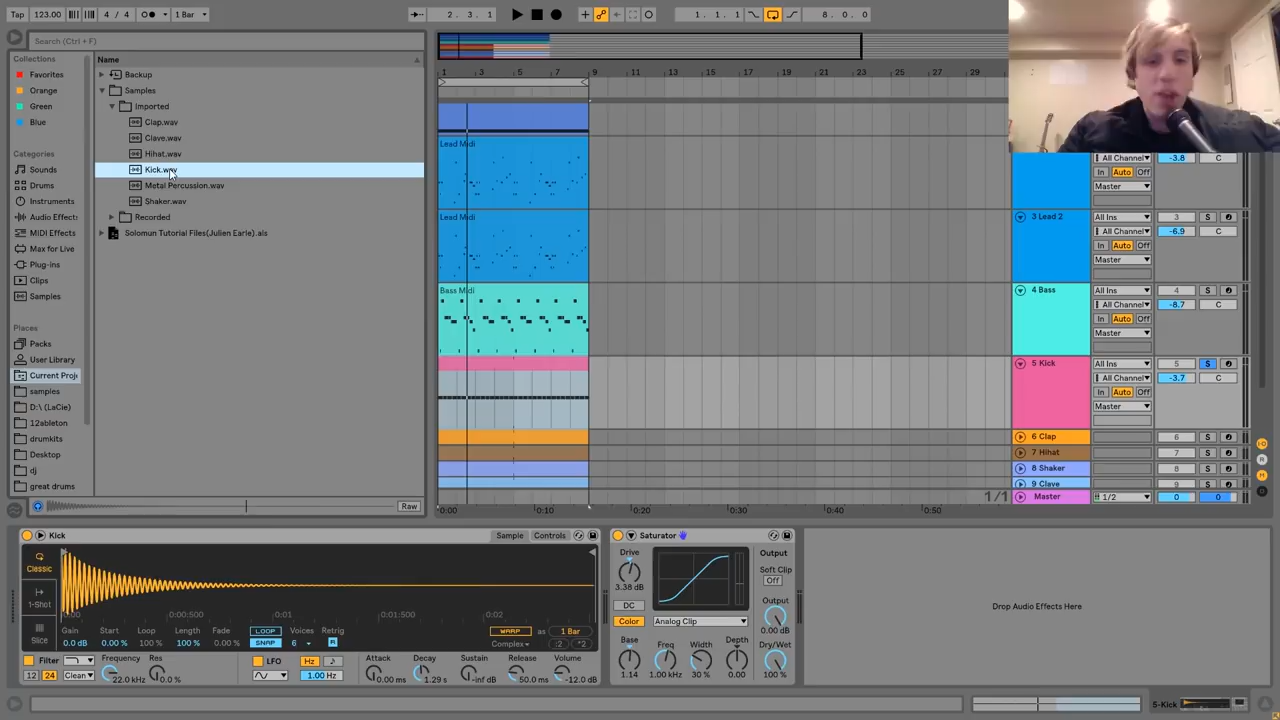 Tap 123.00 4 / 4 1 Bar 2. 3. 1 1. 1. 1 8. 0. 0
Search (Ctrl + F)
Collections
Favorites
Orange
Green
Blue
Categories
Sounds
Drums
Instruments
Audio Effects
MIDI Effects
Max for Live
Plug-ins
Clips
Samples
Places
Packs
User Library
Current Proje
samples
D:\ (LaCie)
12ableton
drumkits
Desktop
dj
great drums
Name
Backup
Samples
Imported
Clap.wav
Clave.wav
Hihat.wav
Kick.wav
Metal Percussion.wav
Shaker.wav
Recorded
Solomun Tutorial Files(Julien Earle).als
Raw
1 3 5 7 9 11 13 15 17 19 21 23 25 27 29
Lead Midi
Lead Midi
Bass Midi
1/1
0:00 0:10 0:20 0:30 0:40 0:50
All Channel -3.8 C
In Auto Off
Master
3 Lead 2 All Ins 3 S
All Channel -6.9 C
In Auto Off
Master
4 Bass All Ins 4 S
All Channel -8.7 C
In Auto Off
Master
5 Kick All Ins 5 S
All Channel -3.7 C
In Auto Off
Master
6 Clap 6 S
7 Hihat 7 S
8 Shaker 8 S
9 Clave 9 S
Master 1/2 0 0
Kick Sample Controls
Classic
1-Shot
Slice
0:00 0:00:500 0:01 0:01:500 0:02
Gain Start Loop Length Fade LOOP Voices Retrig WARP as 1 Bar
0.0 dB 0.00 % 100 % 100 % 0.00 % SNAP 6 R Complex :2 *2
Filter Frequency Res LFO Hz Attack Decay Sustain Release Volume
12 24 Clean 22.0 kHz 0.0 % 1.00 Hz 0.00 ms 1.29 s -inf dB 50.0 ms -12.0 dB
Saturator
Drive Output
3.38 dB Soft Clip
Off
DC Output
Color Analog Clip 0.00 dB
Base Freq Width Depth Dry/Wet
1.14 1.00 kHz 30 % 0.00 100 %
Drop Audio Effects Here
5-Kick